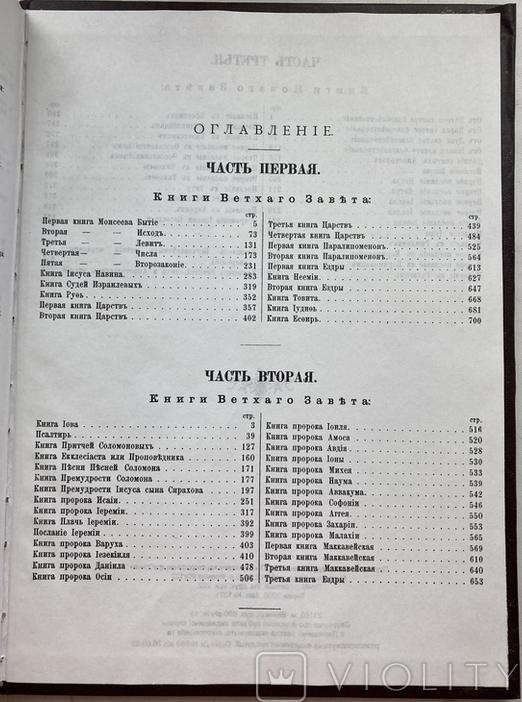 ОГЛАВЛЕНІЕ.
ЧАСТЬ ПЕРВАЯ.
Книги Ветхаго Завѣта:
стр.
Первая книга Моисеева Бытіе 5
Вторая — — Исходъ. 73
Третья — — Левитъ. 131
Четвертая — — Числа 173
Пятая — — Второзаконіе. 231
Книга Іисуса Навина. 283
Книга Судей Израилевыхъ 319
Книга Руѳь 352
Первая книга Царствъ 357
Вторая книга Царствъ 402
стр.
Третья книга Царствъ 439
Четвертая книга Царствъ 484
Первая книга Паралипоменонъ. 525
Вторая книга Паралипоменонъ. 564
Первая книга Ездры 613
Книга Нееміи 627
Вторая книга Ездры 647
Книга Товита. 668
Книга Іудиѳь 681
Книга Есѳирь. 700
ЧАСТЬ ВТОРАЯ.
Книги Ветхаго Завѣта:
стр.
Книга Іова 3
Псалтирь 39
Книга Притчей Соломоновыхъ 127
Книга Екклесіаста или Проповѣдника 160
Книга Пѣсни Пѣсней Соломона 171
Книга Премудрости Соломона 177
Книга Премудрости Іисуса сына Сирахова 197
Книга пророка Исаіи 251
Книга пророка Іереміи. 317
Книга Плачъ Іереміи. 392
Посланіе Іереміи 399
Книга пророка Варуха 403
Книга пророка Іезекіиля 410
Книга пророка Даніила 478
Книга пророка Осіи 506
стр.
Книга пророка Іоиля 516
Книга пророка Амоса 520
Книга пророка Авдія 528
Книга пророка Іоны 530
Книга пророка Михея 533
Книга пророка Наума 539
Книга пророка Аввакума. 542
Книга пророка Софоніи 546
Книга пророка Аггея. 550
Книга пророка Захаріи 553
Книга пророка Малахіи 565
Первая книга Маккавейская 569
Вторая книга Маккавейская 610
Третья книга Маккавейская 640
Третья книга Ездры 653
VIOLITY